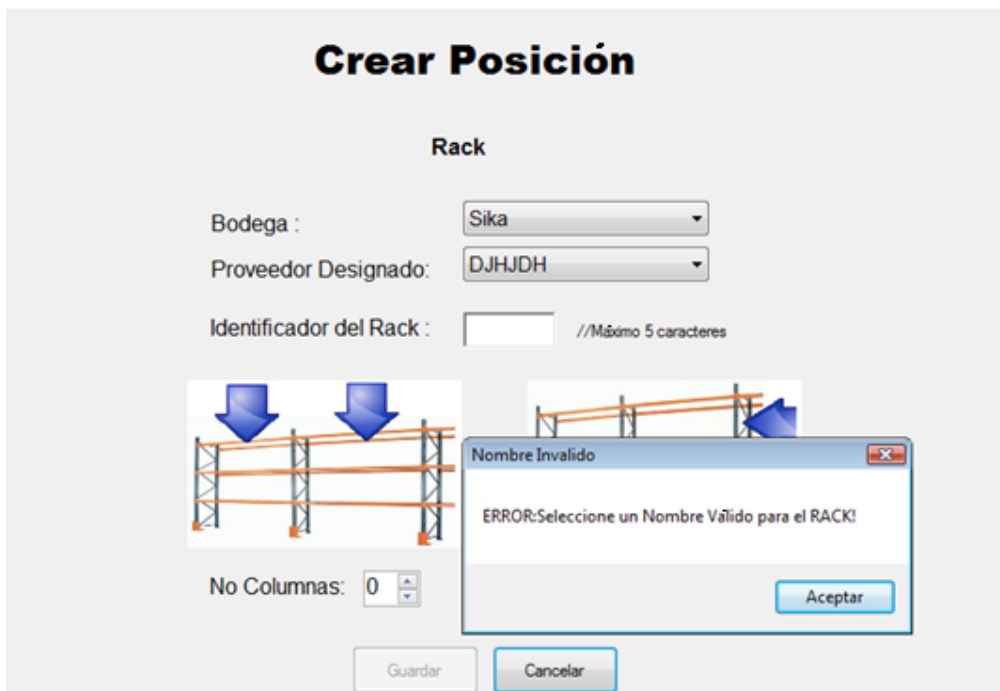 Crear Posición
Rack
Bodega :
Sika
Proveedor Designado:
DJHJDH
Identificador del Rack :
//Máximo 5 caracteres
Nombre Invalido
ERROR:Seleccione un Nombre Válido para el RACK!
Aceptar
No Columnas:
0
Guardar
Cancelar